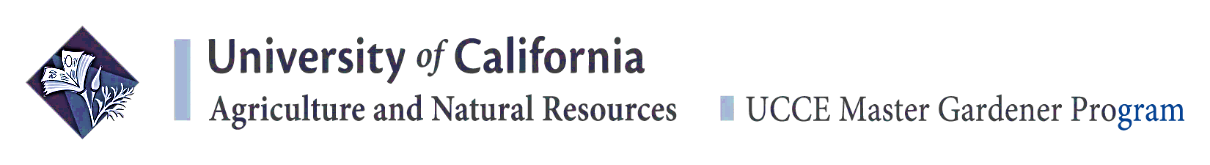 University of California
Agriculture and Natural Resources
UCCE Master Gardener Program